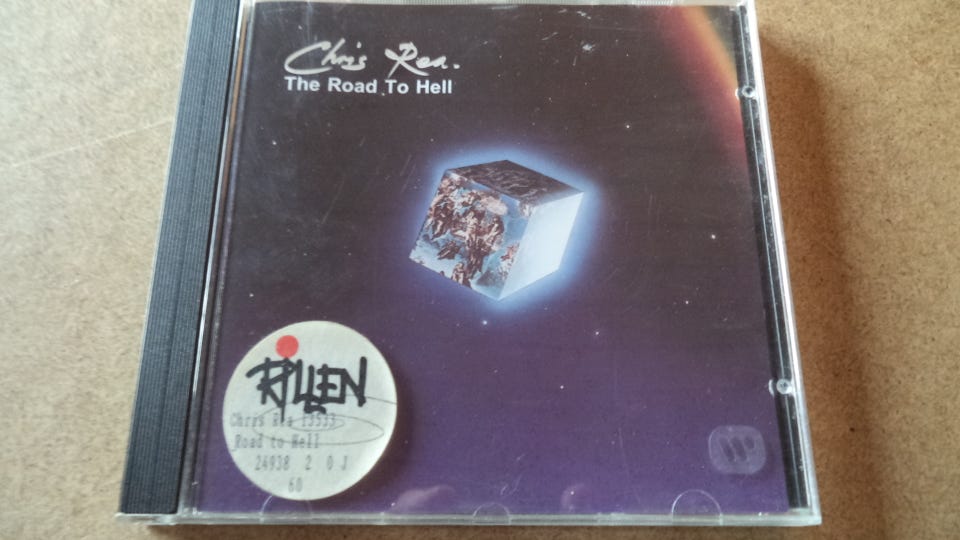 Chris Rea.
The Road To Hell
RILLEN
Chris Rea 13533
Road to Hell
24938 2 0 J
60